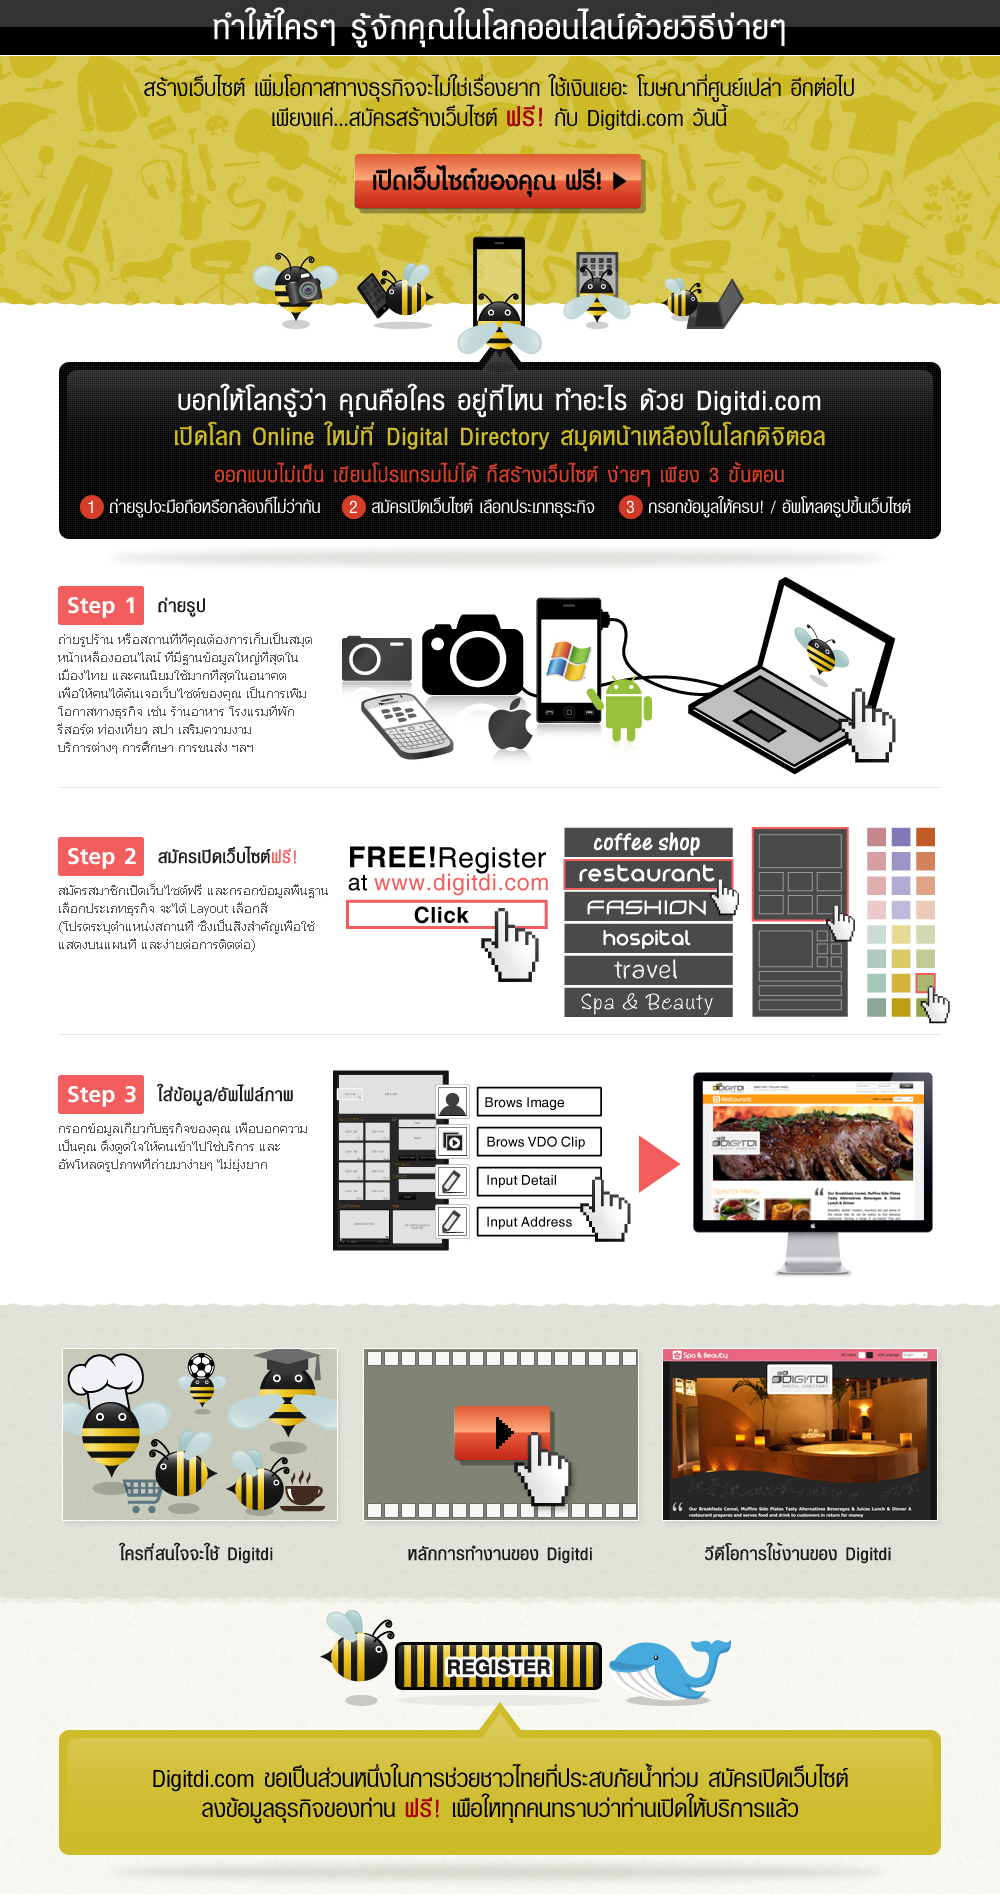 ทำให้ใครๆ รู้จักคุณในโลกออนไลน์ด้วยวิธีง่ายๆ
สร้างเว็บไซต์ เพิ่มโอกาสทางธุรกิจจะไม่ใช่เรื่องยาก ใช้เงินเยอะ โฆษณาที่ศูนย์เปล่า อีกต่อไป
เพียงแค่...สมัครสร้างเว็บไซต์ ฟรี! กับ Digitdi.com วันนี้
เปิดเว็บไซต์ของคุณ ฟรี!
บอกให้โลกรู้ว่า คุณคือใคร อยู่ที่ไหน ทำอะไร ด้วย Digitdi.com
เปิดโลก Online ใหม่ที่ Digital Directory สมุดหน้าเหลืองในโลกดิจิตอล
ออกแบบไม่เป็น เขียนโปรแกรมไม่ได้ ก็สร้างเว็บไซต์ ง่ายๆ เพียง 3 ขั้นตอน
1 ถ่ายรูปจะมือถือหรือกล้องก็ไม่ว่ากัน 2 สมัครเปิดเว็บไซต์ เลือกประเภทธุระกิจ 3 กรอกข้อมูลให้ครบ! / อัพโหลดรูปขึ้นเว็บไซต์
Step 1 ถ่ายรูป
ถ่ายรูปร้าน หรือสถานที่ที่คุณต้องการเก็บเป็นสมุด
หน้าเหลืองออนไลน์ ที่มีฐานข้อมูลใหญ่ที่สุดใน
เมืองไทย และคนนิยมใช้มากที่สุดในอนาคต
เพื่อให้คนได้ค้นเจอเว็บไซต์ของคุณ เป็นการเพิ่ม
โอกาสทางธุรกิจ เช่น ร้านอาหาร โรงแรมที่พัก
รีสอร์ต ท่องเที่ยว สปา เสริมความงาม
บริการต่างๆ การศึกษา การขนส่ง ฯลฯ
Step 2 สมัครเปิดเว็บไซต์ฟรี!
สมัครสมาชิกเปิดเว็บไซต์ฟรี และกรอกข้อมูลพื้นฐาน
เลือกประเภทธุรกิจ จะได้ Layout เลือกสี
(โปรดระบุตำแหน่งสถานที่ ซึ่งเป็นสิ่งสำคัญเพื่อใช้
แสดงบนแผนที่ และง่ายต่อการติดต่อ)
FREE!Register
at www.digitdi.com
Click
coffee shop
restaurant
FASHION
hospital
travel
Spa & Beauty
Step 3 ใส่ข้อมูล/อัพไฟล์ภาพ
กรอกข้อมูลเกี่ยวกับธุรกิจของคุณ เพื่อบอกความ
เป็นคุณ ดึงดูดใจให้คนเข้าไปใช้บริการ และ
อัพโหลดรูปภาพที่ถ่ายมาง่ายๆ ไม่ยุ่งยาก
Brows Image
Brows VDO Clip
Input Detail
Input Address
DIGITDI
Restaurant
DIGITDI
Special Menu
Our Breakfasts Cereal, Muffins Side Plates
Tasty Alternatives Beverages & Juices
Lunch & Dinner
Spa & Beauty
DIGITDI
DIGITAL DIRECTORY
Our Breakfasts Cereal, Muffins Side Plates Tasty Alternatives Beverages & Juices Lunch & Dinner A
restaurant prepares and serves food and drink to customers in return for money
ใครที่สนใจจะใช้ Digitdi
หลักการทำงานของ Digitdi
วีดีโอการใช้งานของ Digitdi
REGISTER
Digitdi.com ขอเป็นส่วนหนึ่งในการช่วยชาวไทยที่ประสบภัยน้ำท่วม สมัครเปิดเว็บไซต์
ลงข้อมูลธุรกิจของท่าน ฟรี! เพื่อให้ทุกคนทราบว่าท่านเปิดให้บริการแล้ว